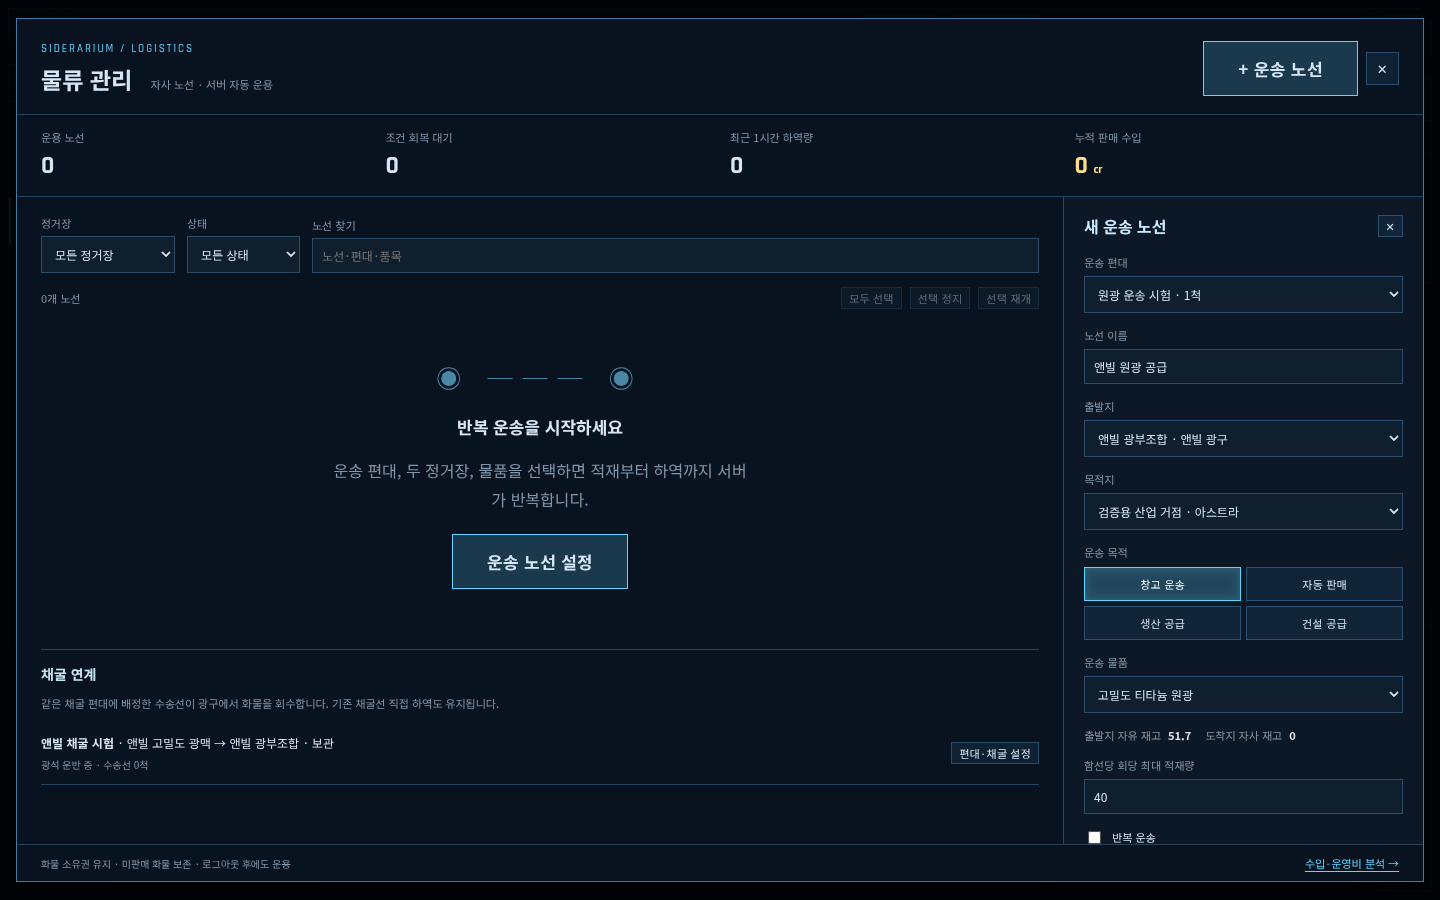 SIDERARIUM / LOGISTICS
물류 관리 자사 노선 · 서버 자동 운용
+ 운송 노선 ×
운용 노선 조건 회복 대기 최근 1시간 하역량 누적 판매 수입
0 0 0 0 cr
정거장 상태 노선 찾기
모든 정거장 모든 상태 노선·편대·품목
0개 노선 모두 선택 선택 정지 선택 재개
반복 운송을 시작하세요
운송 편대, 두 정거장, 물품을 선택하면 적재부터 하역까지 서버
가 반복합니다.
운송 노선 설정
채굴 연계
같은 채굴 편대에 배정한 수송선이 광구에서 화물을 회수합니다. 기존 채굴선 직접 하역도 유지됩니다.
앤빌 채굴 시험 · 앤빌 고밀도 광맥 → 앤빌 광부조합 · 보관
광석 운반 중 · 수송선 0척
편대·채굴 설정
새 운송 노선 ×
운송 편대
원광 운송 시험 · 1척
노선 이름
앤빌 원광 공급
출발지
앤빌 광부조합 · 앤빌 광구
목적지
검증용 산업 거점 · 아스트라
운송 목적
창고 운송 자동 판매
생산 공급 건설 공급
운송 물품
고밀도 티타늄 원광
출발지 자유 재고 51.7 도착지 자사 재고 0
함선당 회당 최대 적재량
40
반복 운송
화물 소유권 유지 · 미판매 화물 보존 · 로그아웃 후에도 운용
수입·운영비 분석 →